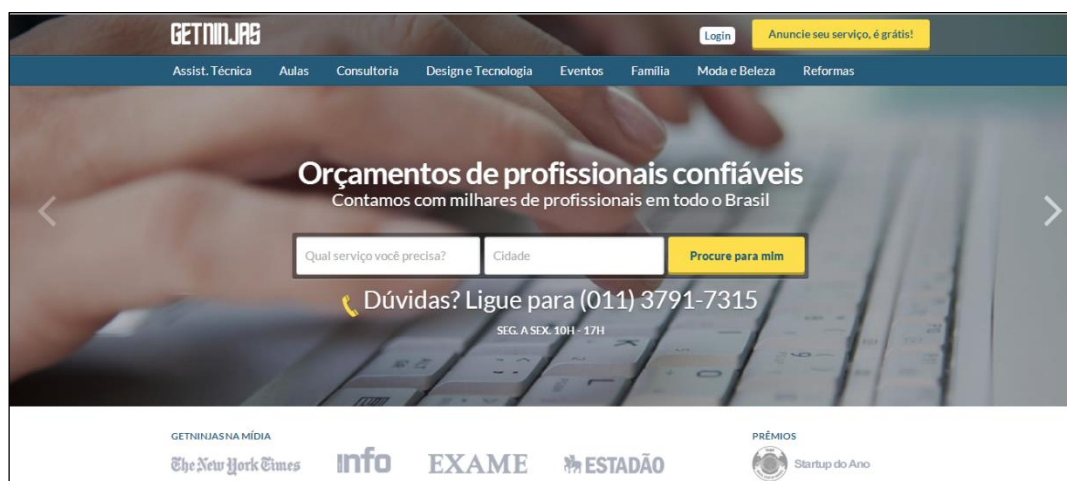 GETNINJAS
Login
Anuncie seu serviço, é grátis!
Assist. Técnica Aulas Consultoria Design e Tecnologia Eventos Família Moda e Beleza Reformas
Orçamentos de profissionais confiáveis
Contamos com milhares de profissionais em todo o Brasil
Qual serviço você precisa? Cidade Procure para mim
Dúvidas? Ligue para (011) 3791-7315
SEG. A SEX. 10H - 17H
GETNINJAS NA MÍDIA PRÊMIOS
The New York Times info EXAME ESTADÃO Startup do Ano